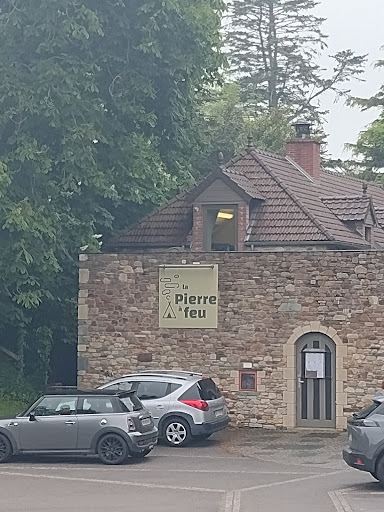 la
Pierre
à
feu